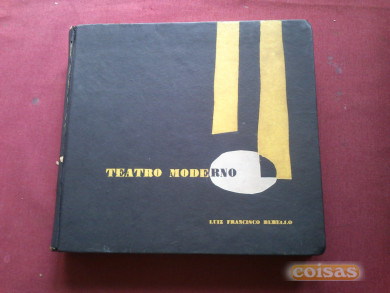 TEATRO MODERNO
LUIZ FRANCISCO REBELLO
coisas